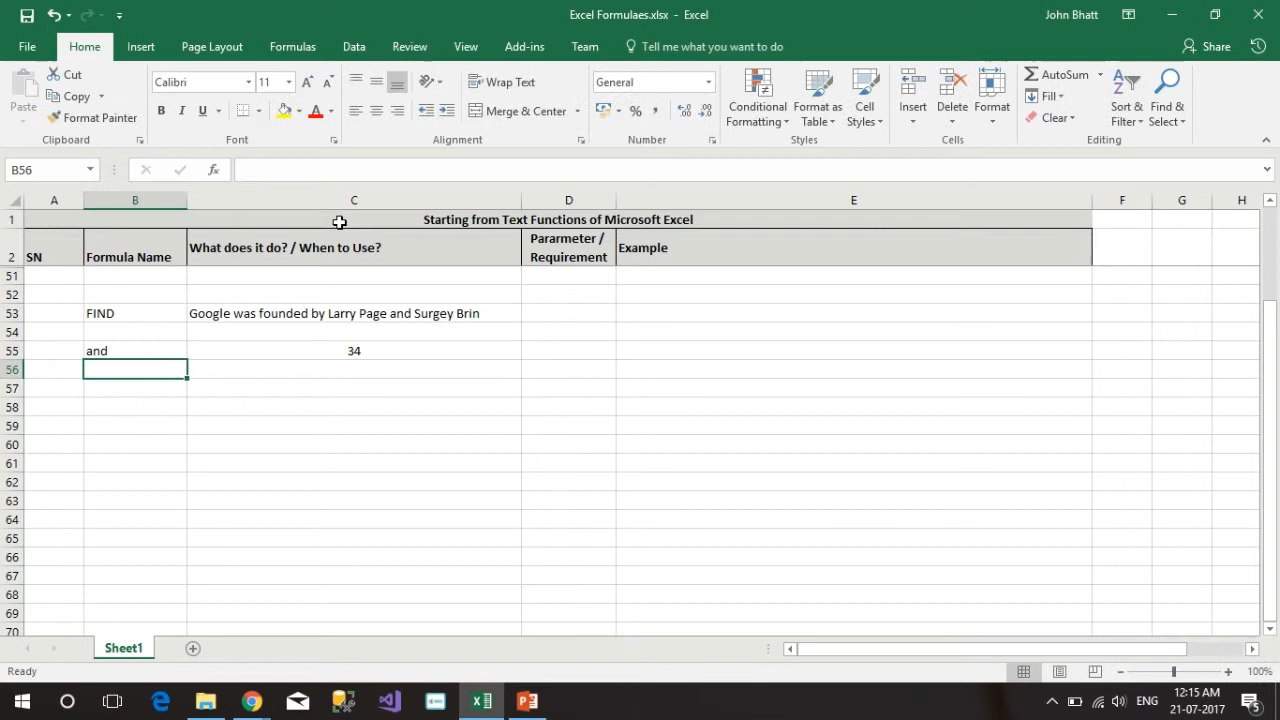 Excel Formulaes.xlsx - Excel
John Bhatt
File Home Insert Page Layout Formulas Data Review View Add-ins Team Tell me what you want to do Share
Paste
Cut
Copy
Format Painter
Clipboard
Calibri 11
B I U
Font
Wrap Text
Merge & Center
Alignment
General
%
Number
Conditional Formatting
Format as Table
Cell Styles
Styles
Insert Delete Format
Cells
AutoSum
Fill
Clear
Sort & Filter
Find & Select
Editing
B56
fx
A B C D E F G H
1 Starting from Text Functions of Microsoft Excel
2 SN Formula Name What does it do? / When to Use? Pararmeter / Requirement Example
51
52
53 FIND Google was founded by Larry Page and Surgey Brin
54
55 and 34
56
57
58
59
60
61
62
63
64
65
66
67
68
69
70
Sheet1
Ready
100%
ENG
12:15 AM
21-07-2017
5